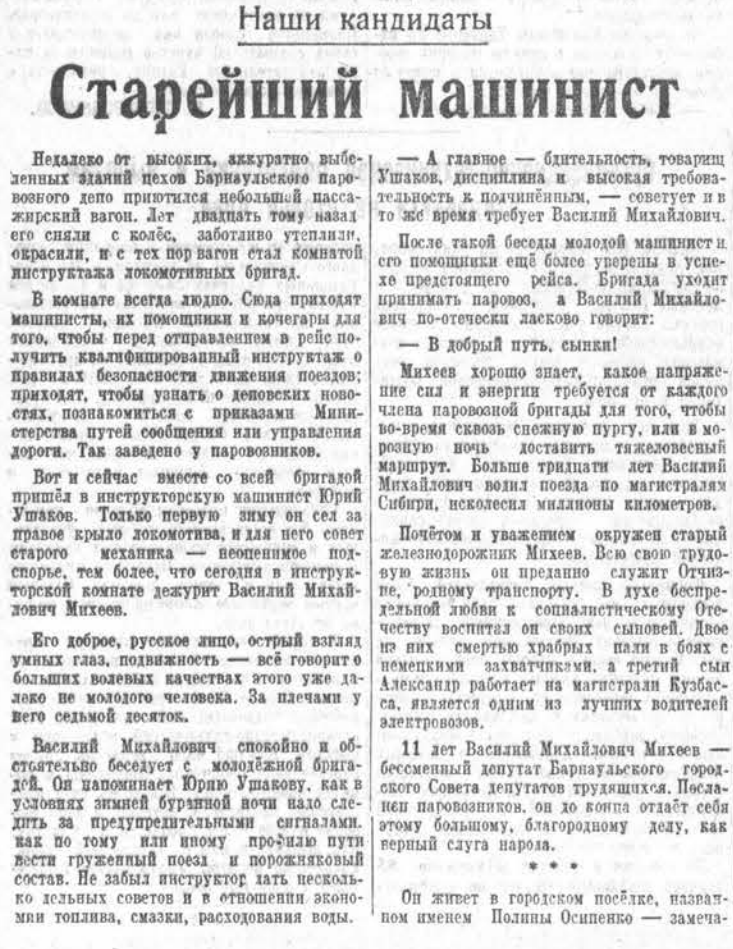 Наши кандидаты
Старейший машинист
Недалеко от высоких, аккуратно выбе-
ленных зданий цехов Барнаульского паро-
возного депо приютился небольшой пасса-
жирский вагон. Лет двадцать тому назад
его сняли с колёс, заботливо утеплили,
окрасили, и с тех пор вагон стал комнатой
инструктажа локомотивных бригад.
В комнате всегда людно. Сюда приходят
машинисты, их помощники и кочегары для
того, чтобы перед отправлением в рейс по-
лучить квалифицированный инструктаж о
правилах безопасности движения поездов;
приходят, чтобы узнать о деповских ново-
стях, познакомиться с приказами Мини-
стерства путей сообщения или управления
дороги. Так заведено у паровозников.
Вот и сейчас вместе со всей бригадой
пришёл в инструкторскую машинист Юрий
Ушаков. Только первую зиму он сел за
правое крыло локомотива, и для него совет
старого механика — неоценимое под-
спорье, тем более, что сегодня в инструк-
торской комнате дежурит Василий Михай-
лович Михеев.
Его доброе, русское лицо, острый взгляд
умных глаз, подвижность — всё говорит о
больших волевых качествах этого уже да-
леко не молодого человека. За плечами у
него седьмой десяток.
Василий Михайлович спокойно и об-
стоятельно беседует с молодёжной брига-
дой. Он напоминает Юрию Ушакову, как в
условиях зимней буранной ночи надо сле-
дить за предупредительными сигналами,
как по тому или иному профилю пути
вести груженный поезд и порожняковый
состав. Не забыл инструктор дать несколь-
ко дельных советов и в отношении эконо-
мии топлива, смазки, расходования воды.
— А главное — бдительность, товарищ
Ушаков, дисциплина и высокая требова-
тельность к подчинённым, — советует и в
то же время требует Василий Михайлович.
После такой беседы молодой машинист и
его помощники ещё более уверены в успе-
хе предстоящего рейса. Бригада уходит
принимать паровоз, а Василий Михайло-
вич по-отечески ласково говорит:
— В добрый путь, сынки!
Михеев хорошо знает, какое напряже-
ние сил и энергии требуется от каждого
члена паровозной бригады для того, чтобы
во-время сквозь снежную пургу, или в мо-
розную ночь доставить тяжеловесный
маршрут. Больше тридцати лет Василий
Михайлович водил поезда по магистралям
Сибири, исколесил миллионы километров.
Почётом и уважением окружен старый
железнодорожник Михеев. Всю свою трудо-
вую жизнь он преданно служит Отчиз-
не, родному транспорту. В духе беспре-
дельной любви к социалистическому Оте-
честву воспитал он своих сыновей. Двое
из них смертью храбрых пали в боях с
немецкими захватчиками, а третий сын
Александр работает на магистрали Кузбас-
са, является одним из лучших водителей
электровозов.
11 лет Василий Михайлович Михеев —
бессменный депутат Барнаульского город-
ского Совета депутатов трудящихся. Посла-
нец паровозников, он до конца отдаёт себя
этому большому, благородному делу, как
верный слуга народа.
* * *
Он живет в городском посёлке, назван-
ном именем Полины Осипенко — замеча-